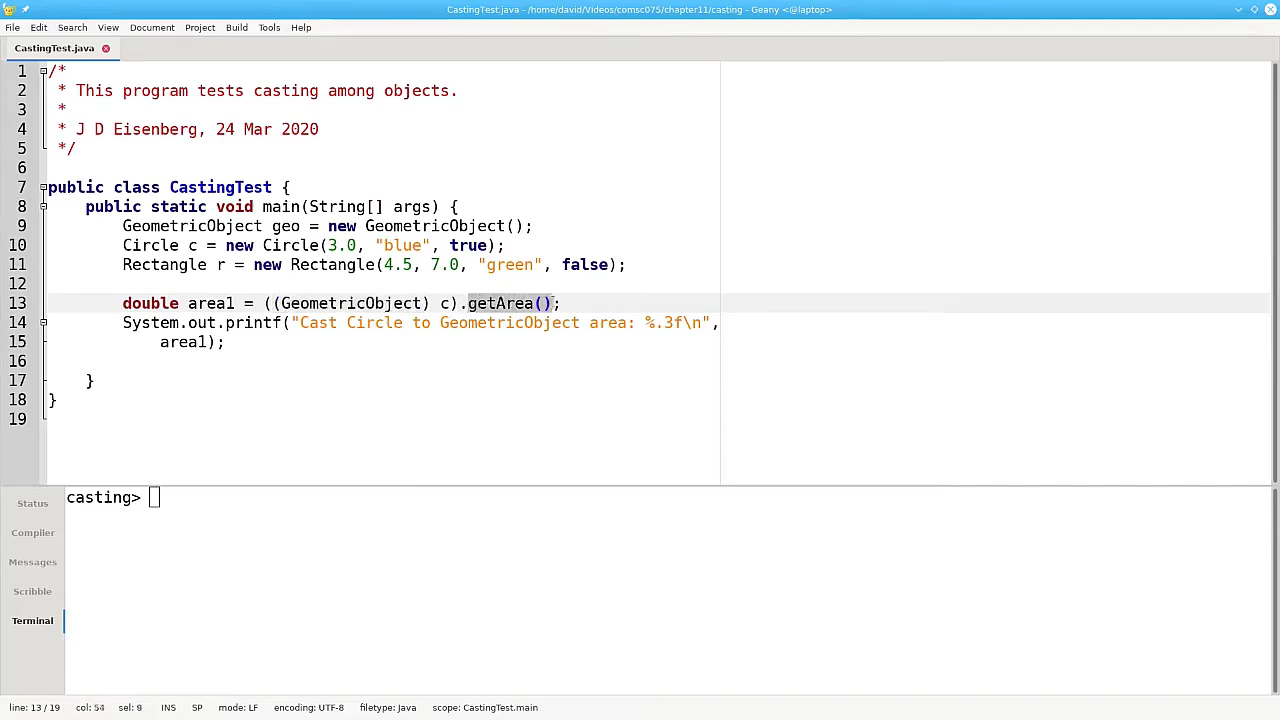 CastingTest.java - /home/david/Videos/comsc075/chapter11/casting - Geany <@laptop>
File Edit Search View Document Project Build Tools Help
CastingTest.java
1 /*
2  * This program tests casting among objects.
3  *
4  * J D Eisenberg, 24 Mar 2020
5  */
6
7 public class CastingTest {
8     public static void main(String[] args) {
9         GeometricObject geo = new GeometricObject();
10         Circle c = new Circle(3.0, "blue", true);
11         Rectangle r = new Rectangle(4.5, 7.0, "green", false);
12
13         double area1 = ((GeometricObject) c).getArea();
14         System.out.printf("Cast Circle to GeometricObject area: %.3f\n",
15             area1);
16
17     }
18 }
19
Status
Compiler
Messages
Scribble
Terminal
casting>
line: 13 / 19 col: 54 sel: 9 INS SP mode: LF encoding: UTF-8 filetype: Java scope: CastingTest.main